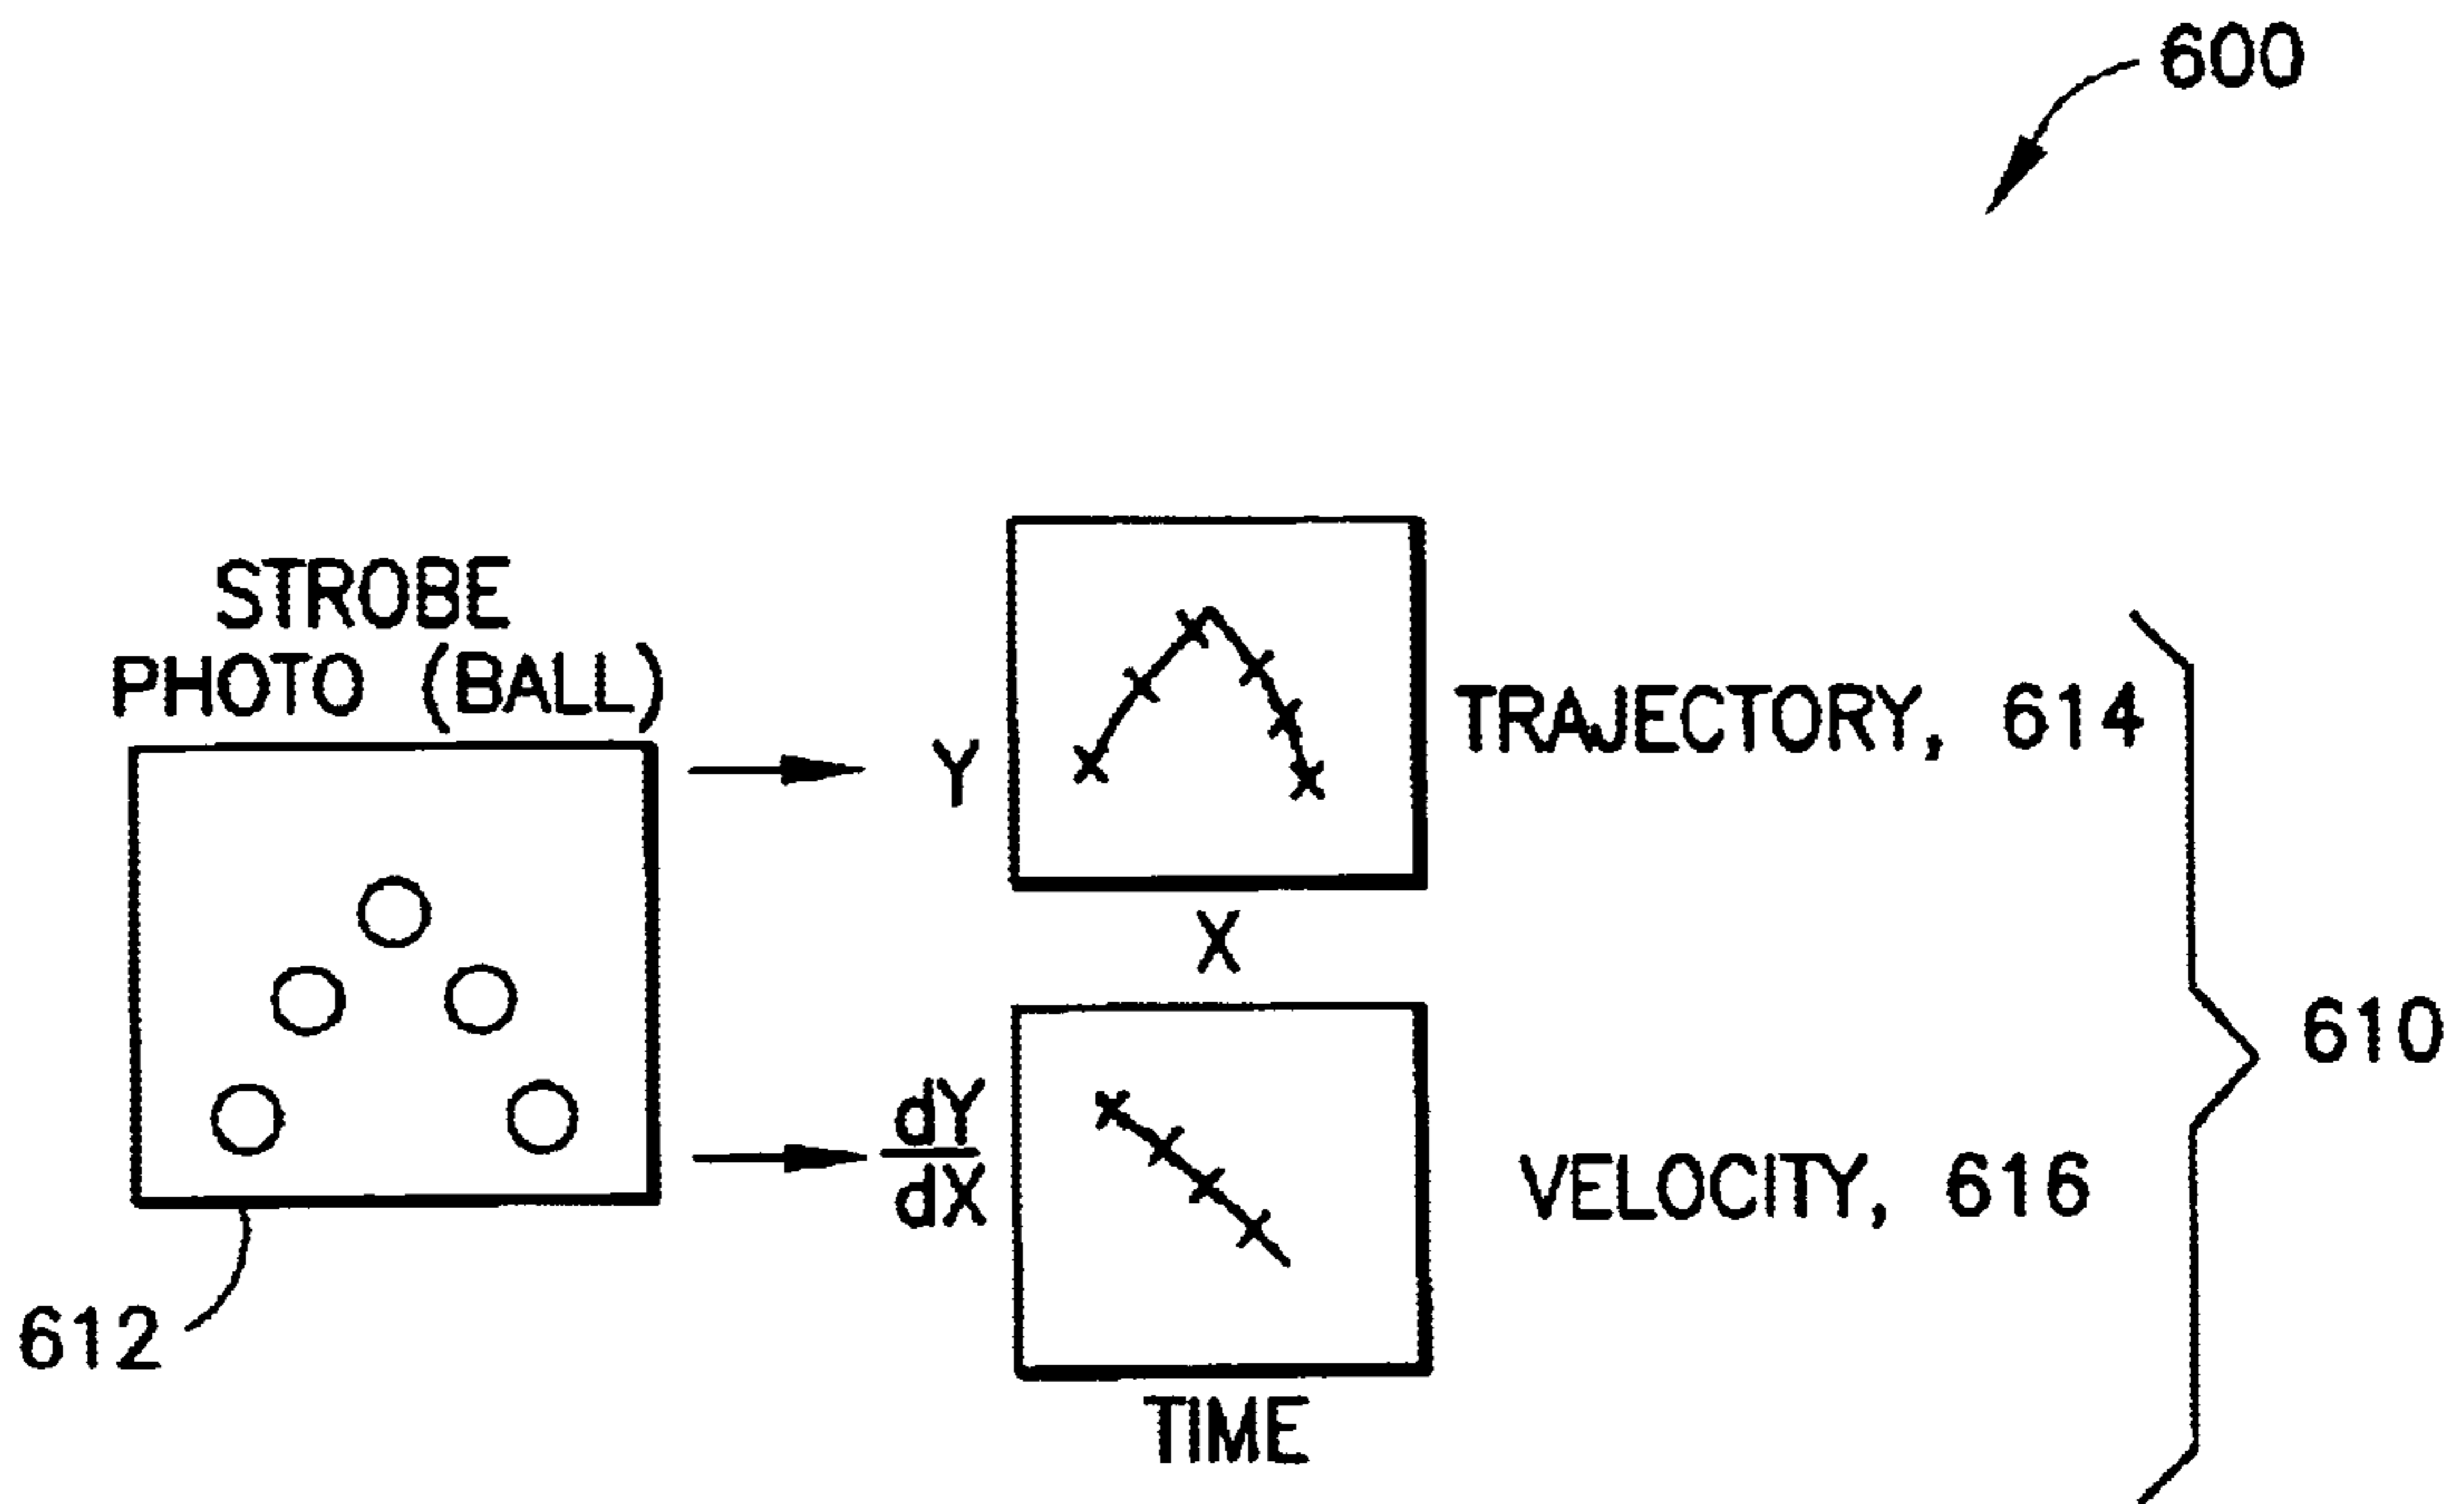 600
STROBE
PHOTO (BALL)
Y
TRAJECTORY, 614
X
610
dY
dX
VELOCITY, 616
612
TIME